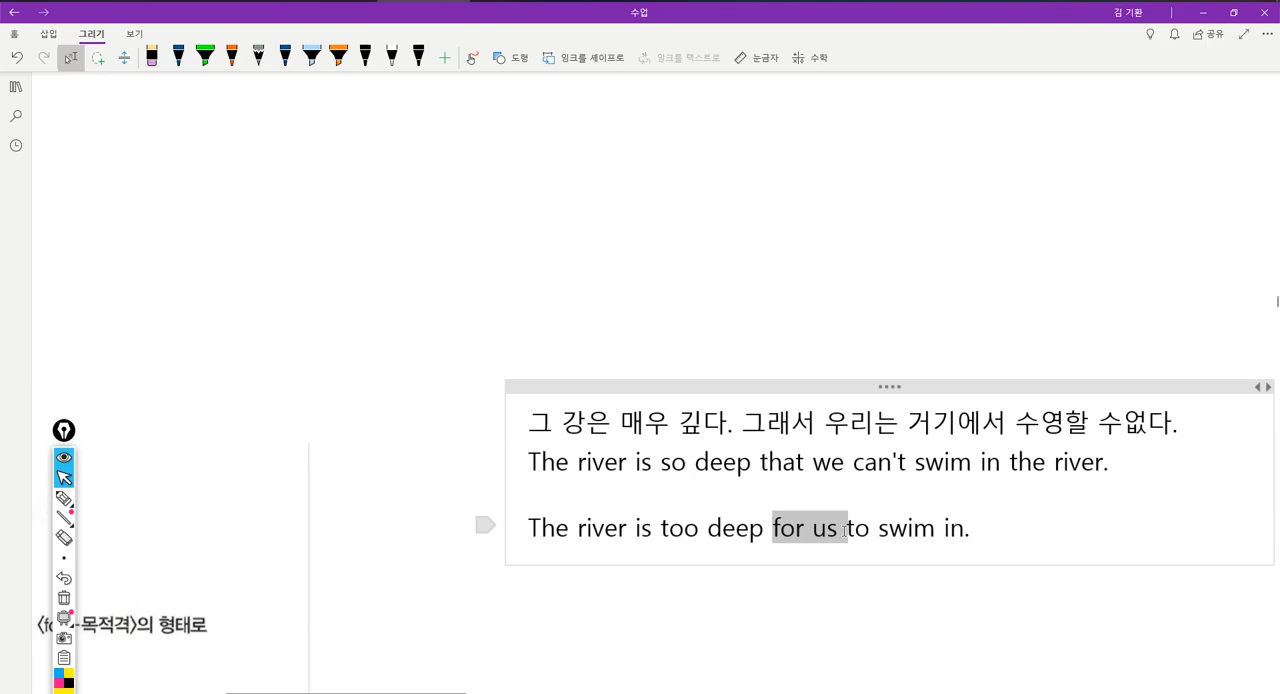 수업
김 기환
홈 삽입 그리기 보기
공유
도형 잉크를 셰이프로 잉크를 텍스트로 눈금자 수학
그 강은 매우 깊다. 그래서 우리는 거기에서 수영할 수없다.
The river is so deep that we can't swim in the river.
The river is too deep for us to swim in.
-목적격〉의 형태로